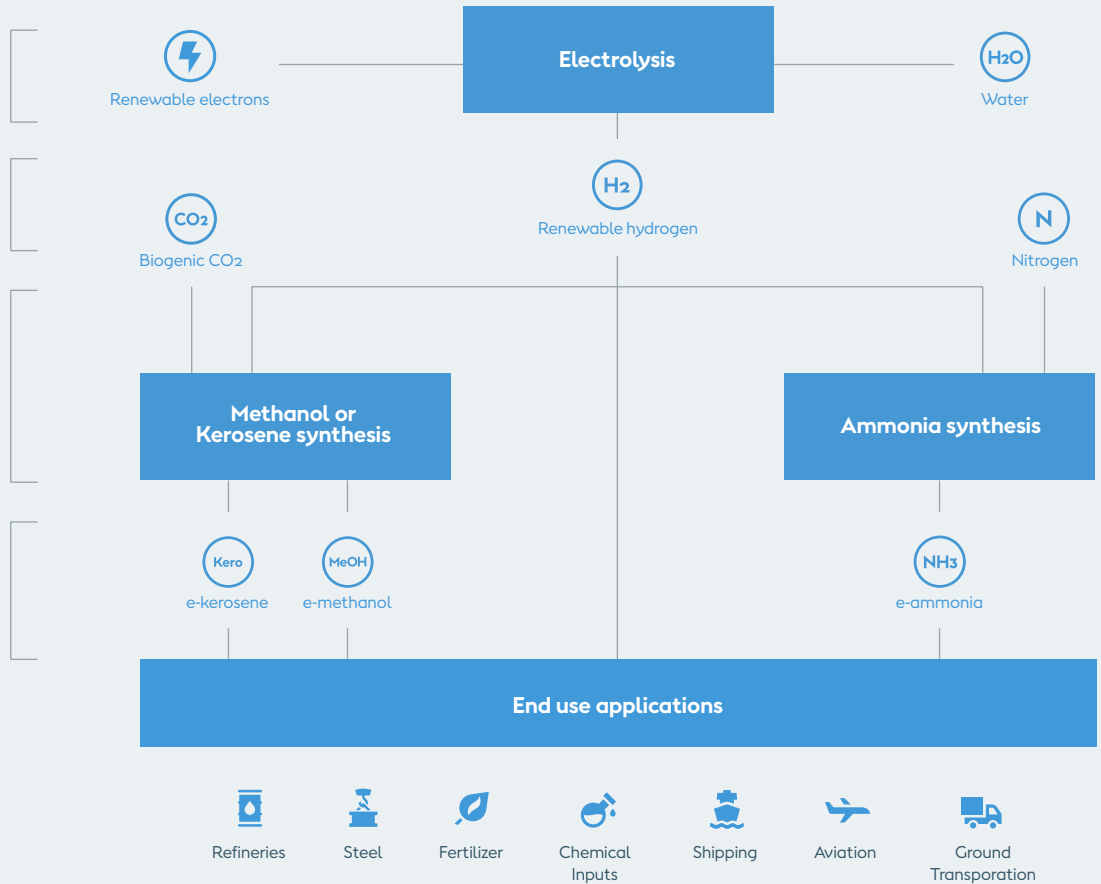 Electrolysis
Renewable electrons
H2O
Water
H2
Renewable hydrogen
CO2
Biogenic CO2
N
Nitrogen
Methanol or
Kerosene synthesis
Ammonia synthesis
Kero
e-kerosene
MeOH
e-methanol
NH3
e-ammonia
End use applications
Refineries
Steel
Fertilizer
Chemical
Inputs
Shipping
Aviation
Ground
Transporation